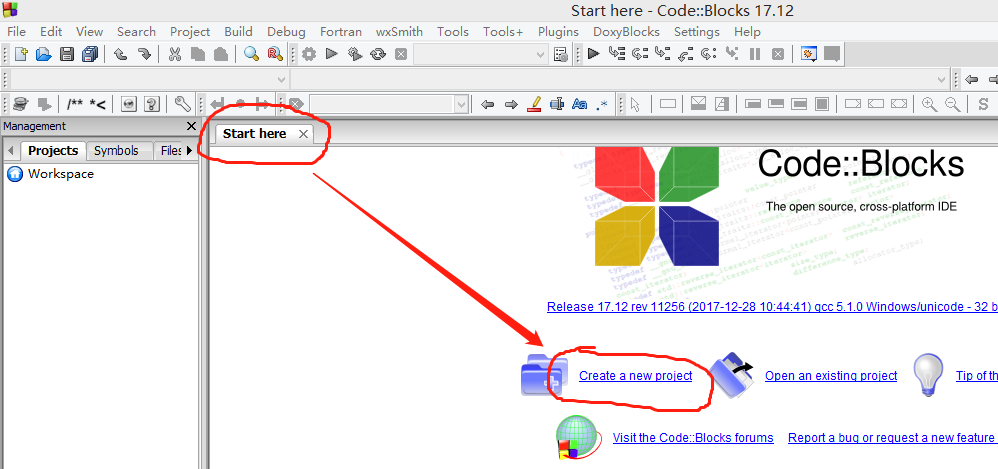 Start here - Code::Blocks 17.12
File Edit View Search Project Build Debug Fortran wxSmith Tools Tools+ Plugins DoxyBlocks Settings Help
/** *< Aa .* S
Management
Projects Symbols Files
Workspace
Start here
Code::Blocks
The open source, cross-platform IDE
Release 17.12 rev 11256 (2017-12-28 10:44:41) gcc 5.1.0 Windows/unicode - 32 b
Create a new project Open an existing project Tip of th
Visit the Code::Blocks forums Report a bug or request a new feature